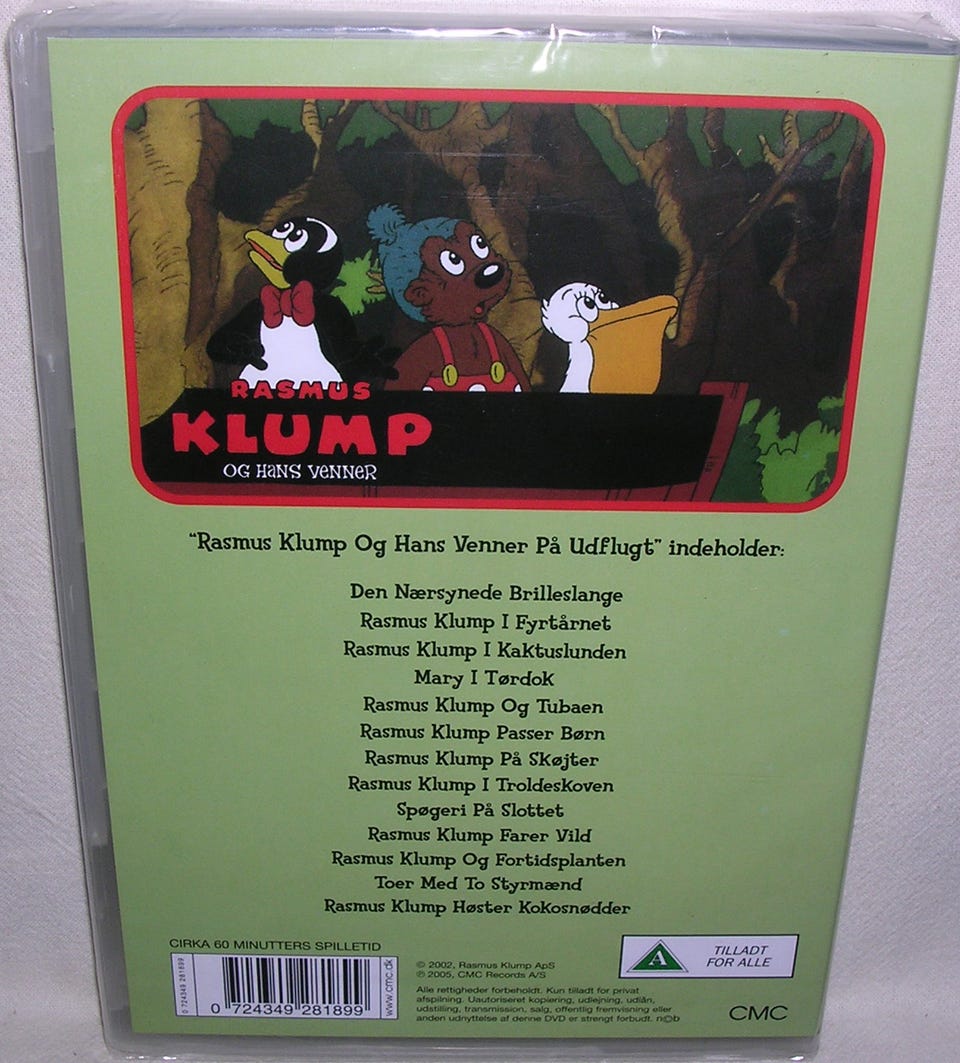 RASMUS
KLUMP
OG HANS VENNER
"Rasmus Klump Og Hans Venner På Udflugt" indeholder:
Den Nærsynede Brilleslange
Rasmus Klump I Fyrtårnet
Rasmus Klump I Kaktuslunden
Mary I Tørdok
Rasmus Klump Og Tubaen
Rasmus Klump Passer Børn
Rasmus Klump På Skøjter
Rasmus Klump I Troldeskoven
Spøgeri På Slottet
Rasmus Klump Farer Vild
Rasmus Klump Og Fortidsplanten
Toer Med To Styrmænd
Rasmus Klump Høster Kokosnødder
CIRKA 60 MINUTTERS SPILLETID
0 724349 281899
0 724349 281899
www.cmc.dk
© 2002, Rasmus Klump ApS
℗ 2005, CMC Records A/S
Alle rettigheder forbeholdt. Kun tilladt for privat
afspilning. Uautoriseret kopiering, udlejning, udlån,
udstilling, transmission, salg, offentlig fremvisning eller
anden udnyttelse af denne DVD er strengt forbudt. n©b
A
TILLADT
FOR ALLE
CMC